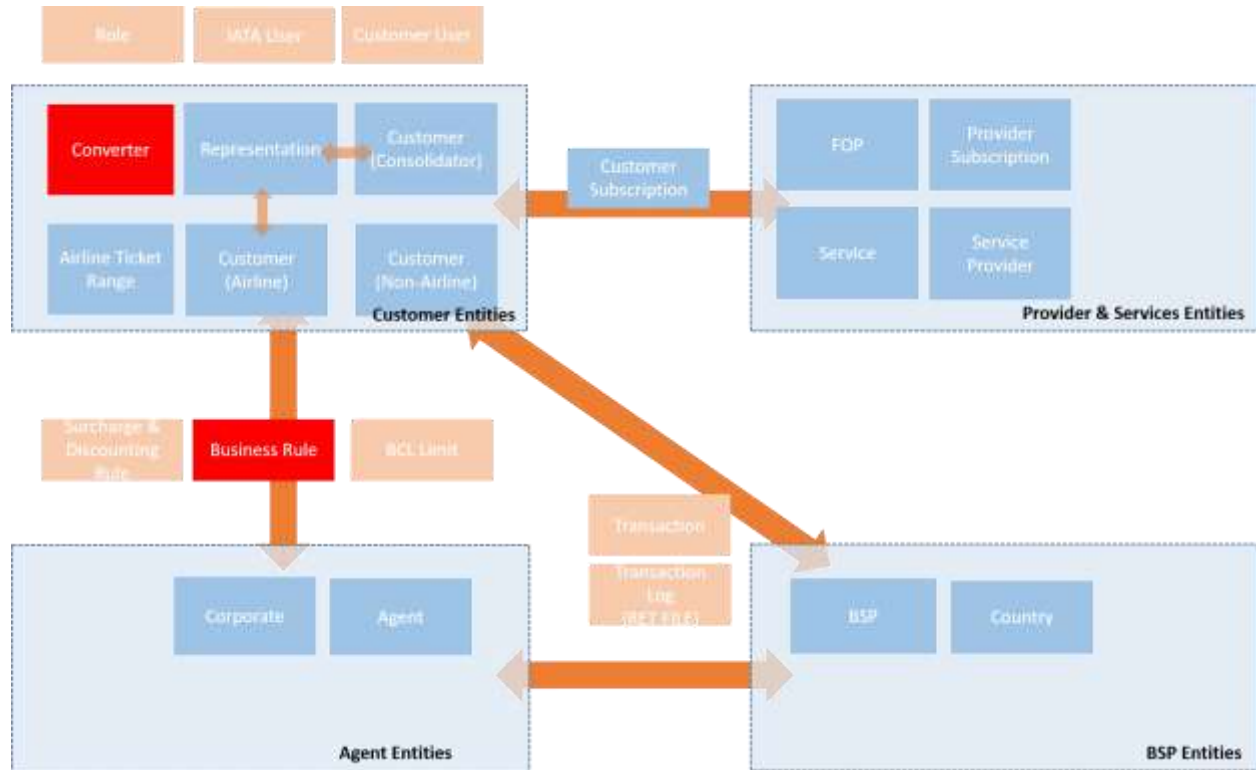 Role
IATA User
Customer User
Converter
Representation
Customer
(Consolidator)
Airline Ticket
Range
Customer
(Airline)
Customer
(Non-Airline)
Customer Entities
Customer
Subscription
FOP
Provider
Subscription
Service
Service
Provider
Provider & Services Entities
Surcharge &
Discounting
Rule
Business Rule
BCL Limit
Transaction
Transaction
Log
(RET FILE)
Corporate
Agent
Agent Entities
BSP
Country
BSP Entities